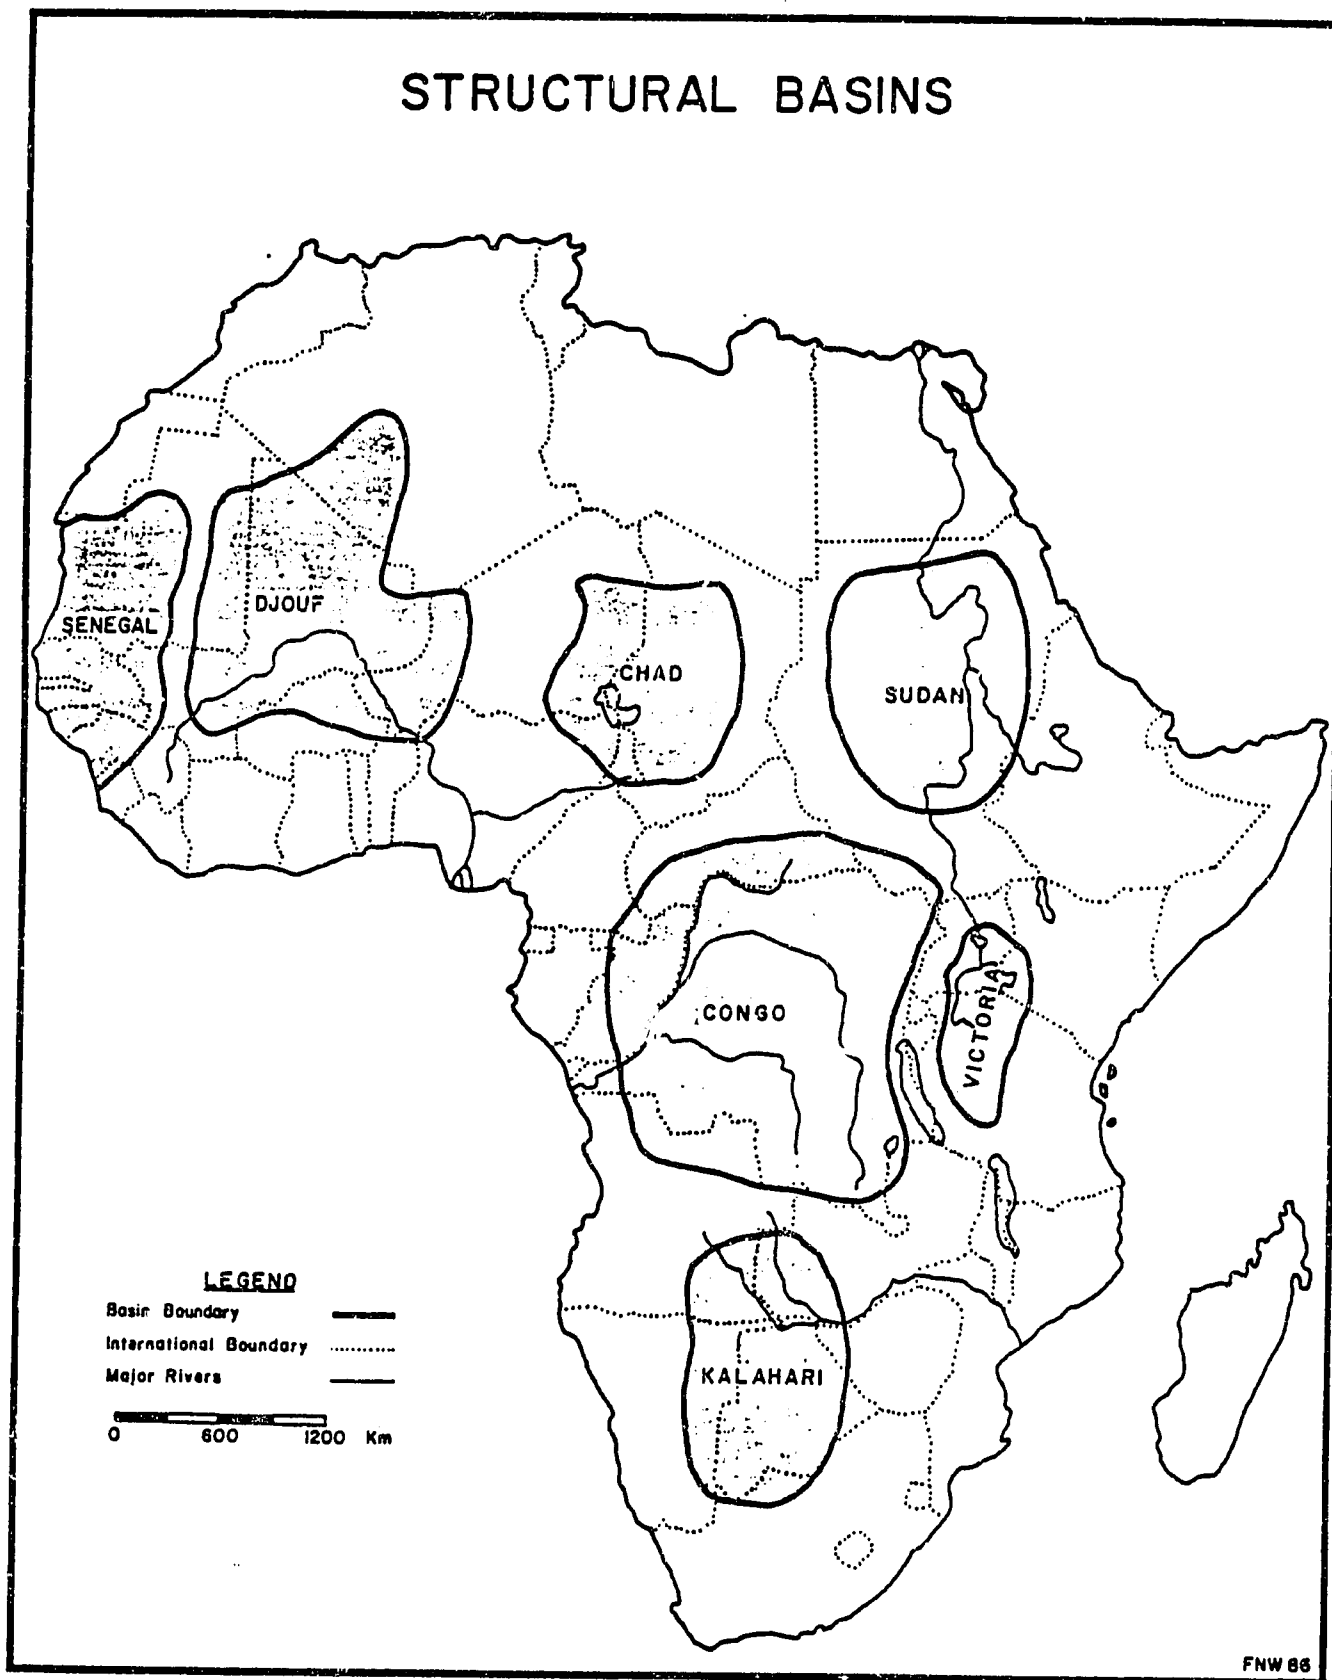 STRUCTURAL BASINS
SENEGAL
DJOUF
CHAD
SUDAN
CONGO
VICTORIA
KALAHARI
LEGEND
Basin Boundary
International Boundary
Major Rivers
0 600 1200 Km
FNW 86